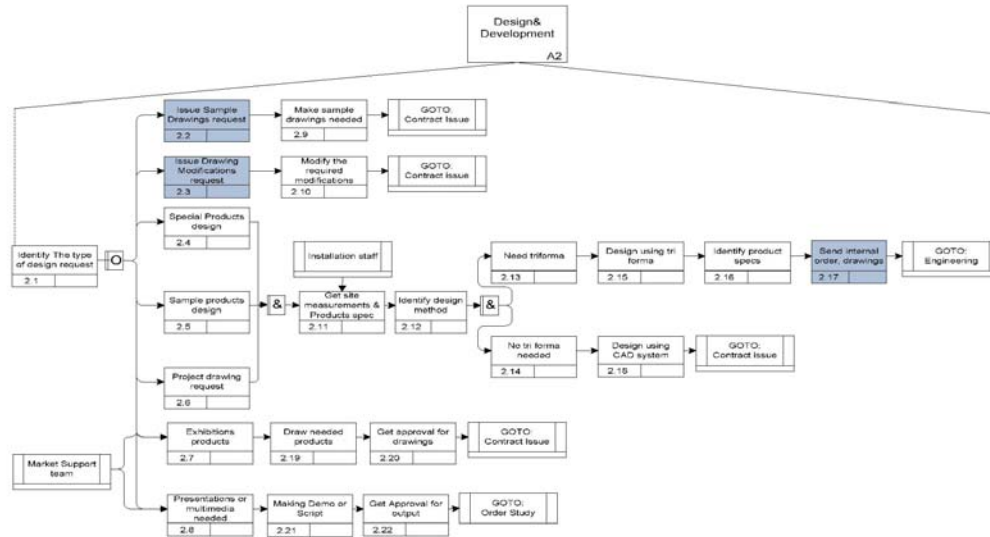 Design&
Development
A2
Issue Sample
Drawings request
2.2
Make sample
drawings needed
2.9
GOTO:
Contract Issue
Issue Drawing
Modifications
request
2.3
Modify the
required
modifications
2.10
GOTO:
Contract issue
Special Products
design
2.4
Identify The type
of design request
2.1
O
Installation staff
Need triforma
2.13
Design using tri
forma
2.15
Identify product
specs
2.16
Send internal
order, drawings
2.17
GOTO:
Engineering
Sample products
design
2.5
&
Get site
measurements &
Products spec
2.11
Identify design
method
2.12
&
No tri forma
needed
2.14
Design using
CAD system
2.18
GOTO:
Contract issue
Project drawing
request
2.6
Exhibitions
products
2.7
Draw needed
products
2.19
Get approval for
drawings
2.20
GOTO:
Contract Issue
Market Support
team
Presentations or
multimedia
needed
2.8
Making Demo or
Script
2.21
Get Approval for
output
2.22
GOTO:
Order Study